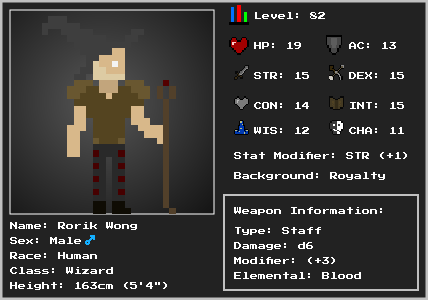 Level: 82
HP: 19
AC: 13
STR: 15
DEX: 15
CON: 14
INT: 15
WIS: 12
CHA: 11
Stat Modifier: STR (+1)
Background: Royalty
Weapon Information:
Type: Staff
Damage: d6
Modifier: (+3)
Elemental: Blood
Name: Rorik Wong
Sex: Male♂
Race: Human
Class: Wizard
Height: 163cm (5'4")